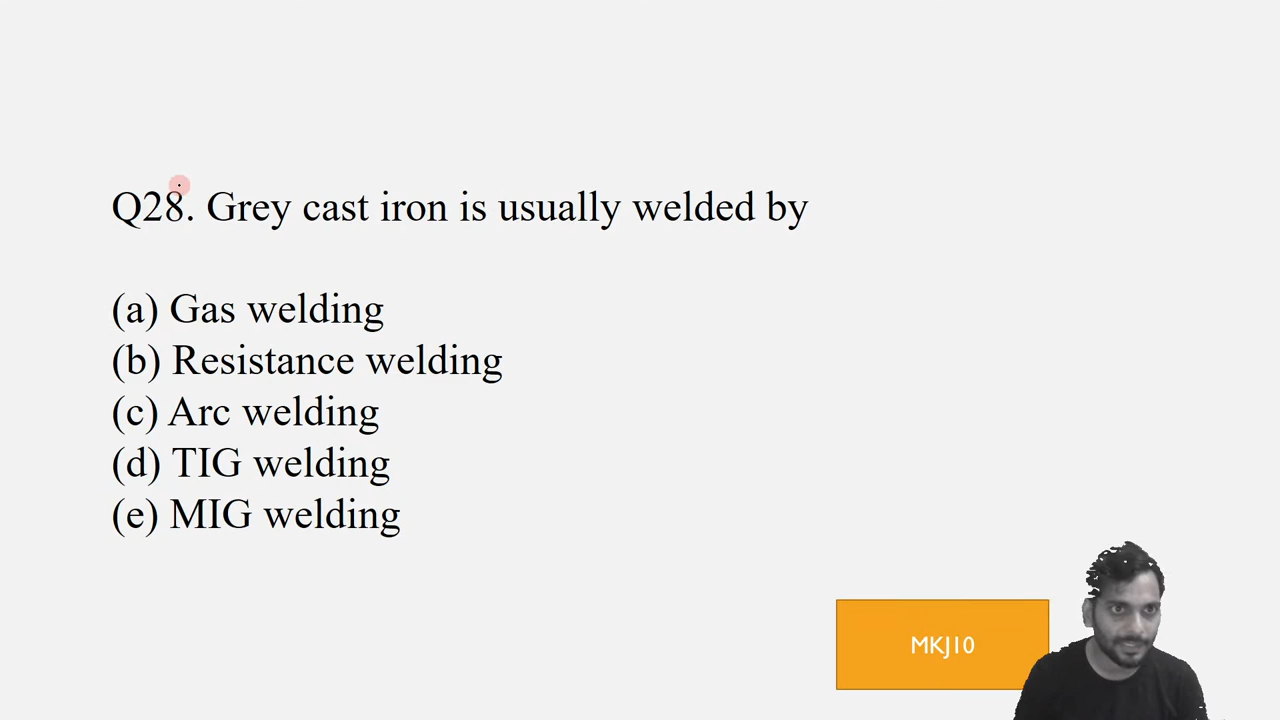 Q28. Grey cast iron is usually welded by
(a) Gas welding
(b) Resistance welding
(c) Arc welding
(d) TIG welding
(e) MIG welding
MKJ10